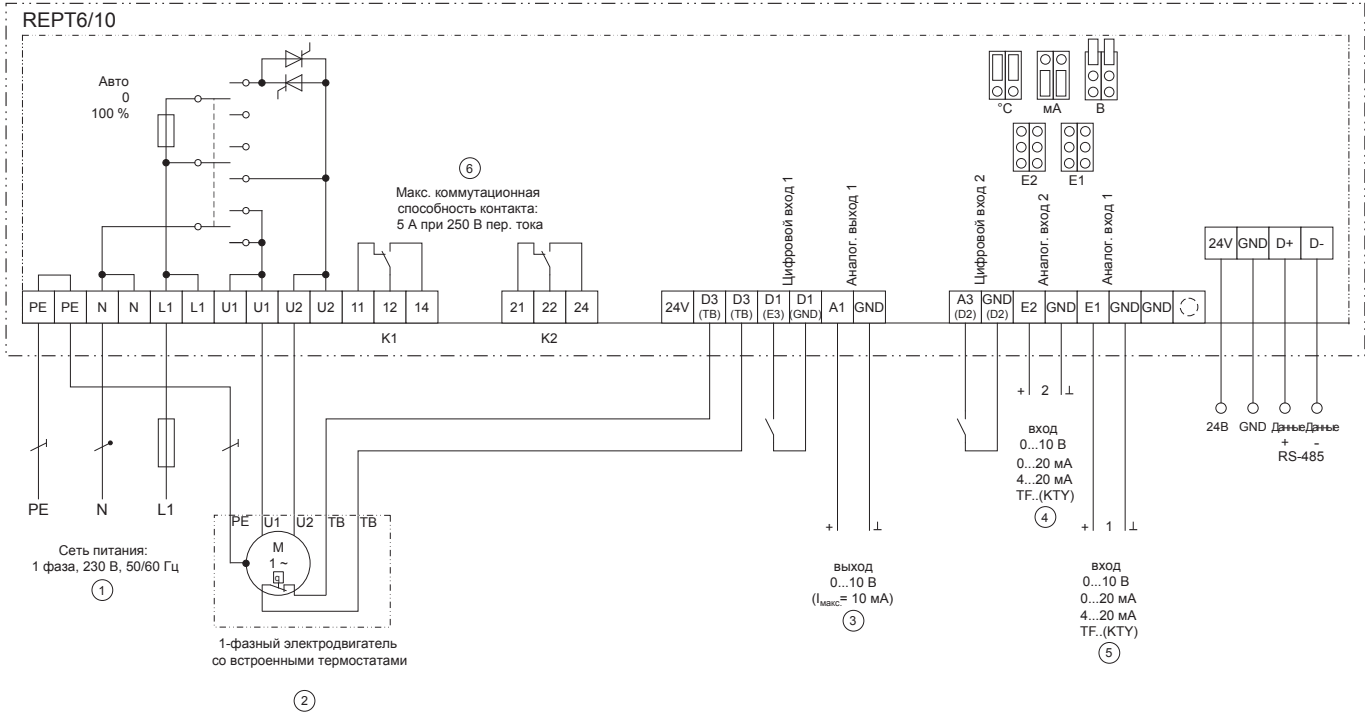 REPT6/10
Авто
0
100 %
6
Макс. коммутационная
способность контакта:
5 А при 250 В пер. тока
°C
мА
В
E2
E1
Цифровой вход 1
Аналог. выход 1
Цифровой вход 2
Аналог. вход 2
Аналог. вход 1
24V GND D+ D-
PE PE N N L1 L1 U1 U1 U2 U2 11 12 14
K1
21 22 24
K2
24V D3 (TB) D3 (TB) D1 (E3) D1 (GND) A1 GND
A3 (D2) GND (D2) E2 GND E1 GND GND
24В GND Данные + Данные -
RS-485
+ 2 ⊥
вход
0...10 В
0...20 мА
4...20 мА
TF..(KTY)
4
PE N L1
Сеть питания:
1 фаза, 230 В, 50/60 Гц
1
PE U1 U2 TB TB
M
1 ~
1-фазный электродвигатель
со встроенными термостатами
2
+ ⊥
выход
0...10 В
(Iмакс.= 10 мА)
3
+ 1 ⊥
вход
0...10 В
0...20 мА
4...20 мА
TF..(KTY)
5